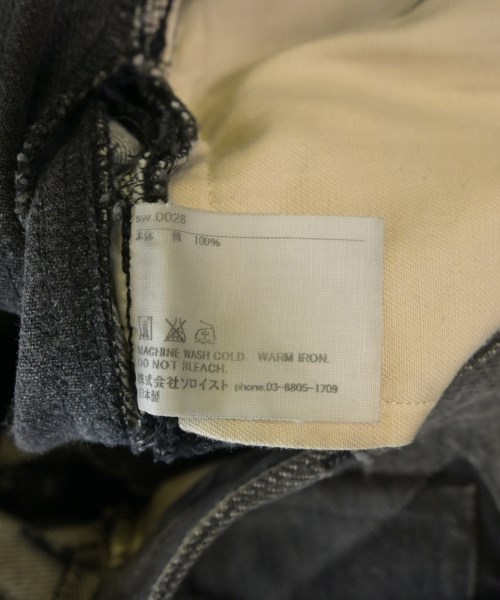 sw.0028
本体 綿 100%
MACHINE WASH COLD. WARM IRON.
DO NOT BLEACH.
株式会社ソロイスト phone.03-6805-1709
日本製